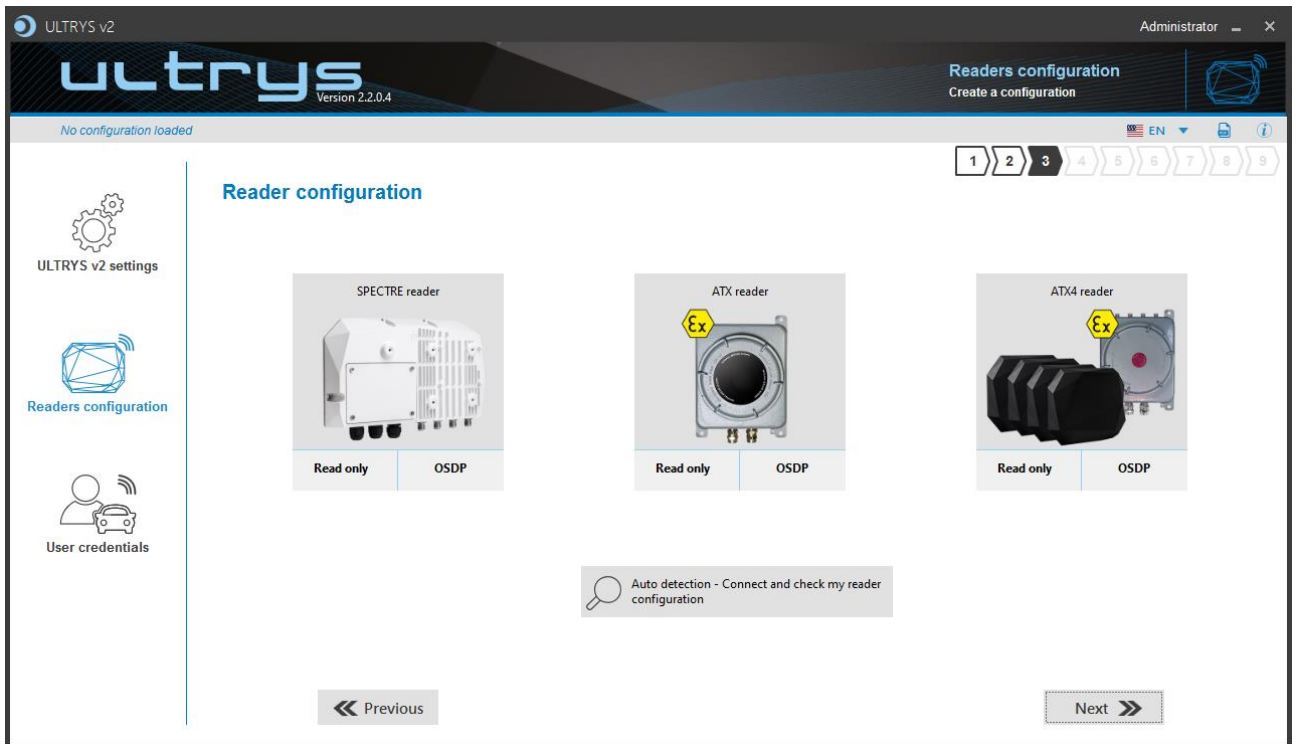 ULTRYS v2
Administrator
ultrys
Version 2.2.0.4
Readers configuration
Create a configuration
No configuration loaded
EN
1 2 3 4 5 6 7 8 9
Reader configuration
ULTRYS v2 settings
Readers configuration
User credentials
SPECTRE reader
Read only OSDP
ATX reader
Ex
Read only OSDP
ATX4 reader
Ex
Read only OSDP
Auto detection - Connect and check my reader
configuration
Previous
Next